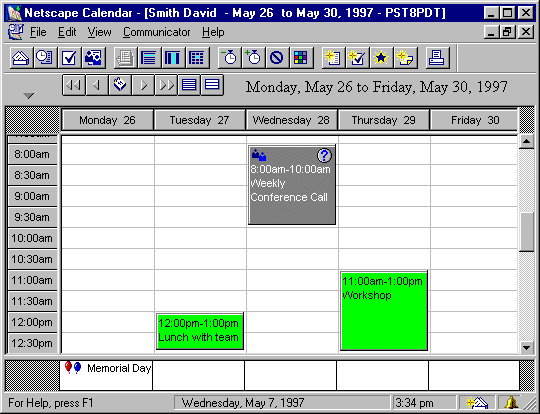 Netscape Calendar - [Smith David - May 26 to May 30, 1997 - PST8PDT]
File Edit View Communicator Help
Monday, May 26 to Friday, May 30, 1997
Monday 26 Tuesday 27 Wednesday 28 Thursday 29 Friday 30
8:00am
8:30am
9:00am
9:30am
10:00am
10:30am
11:00am
11:30am
12:00pm
12:30pm
8:00am-10:00am
Weekly
Conference Call
11:00am-1:00pm
Workshop
12:00pm-1:00pm
Lunch with team
Memorial Day
For Help, press F1 Wednesday, May 7, 1997 3:34 pm